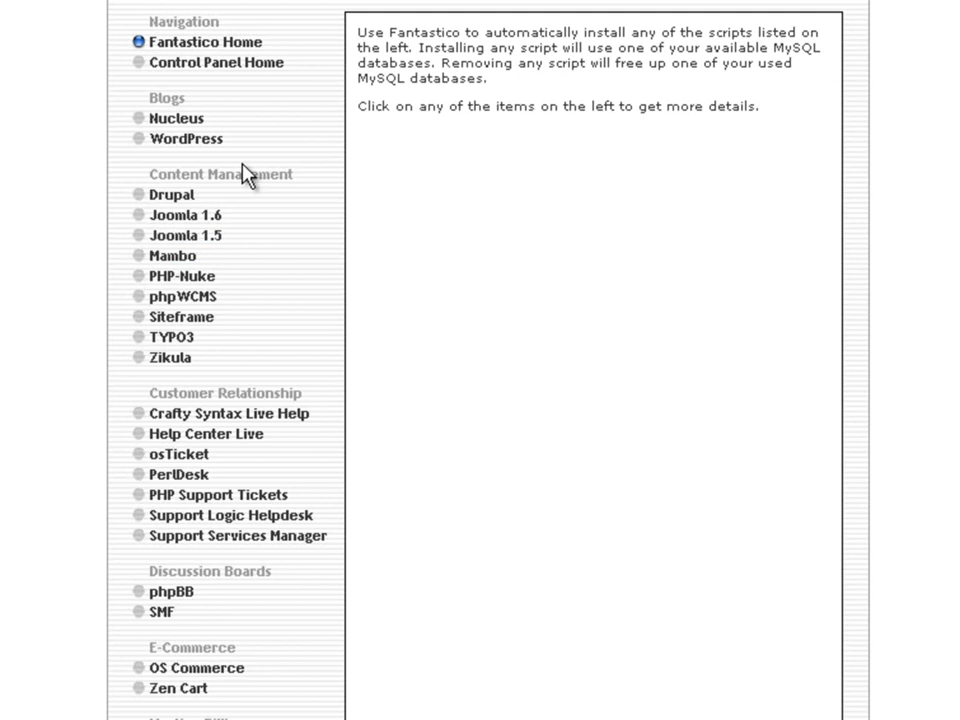 Navigation
Fantastico Home
Control Panel Home
Blogs
Nucleus
WordPress
Content Management
Drupal
Joomla 1.6
Joomla 1.5
Mambo
PHP-Nuke
phpWCMS
Siteframe
TYPO3
Zikula
Customer Relationship
Crafty Syntax Live Help
Help Center Live
osTicket
PerlDesk
PHP Support Tickets
Support Logic Helpdesk
Support Services Manager
Discussion Boards
phpBB
SMF
E-Commerce
OS Commerce
Zen Cart
Use Fantastico to automatically install any of the scripts listed on
the left. Installing any script will use one of your available MySQL
databases. Removing any script will free up one of your used
MySQL databases.
Click on any of the items on the left to get more details.